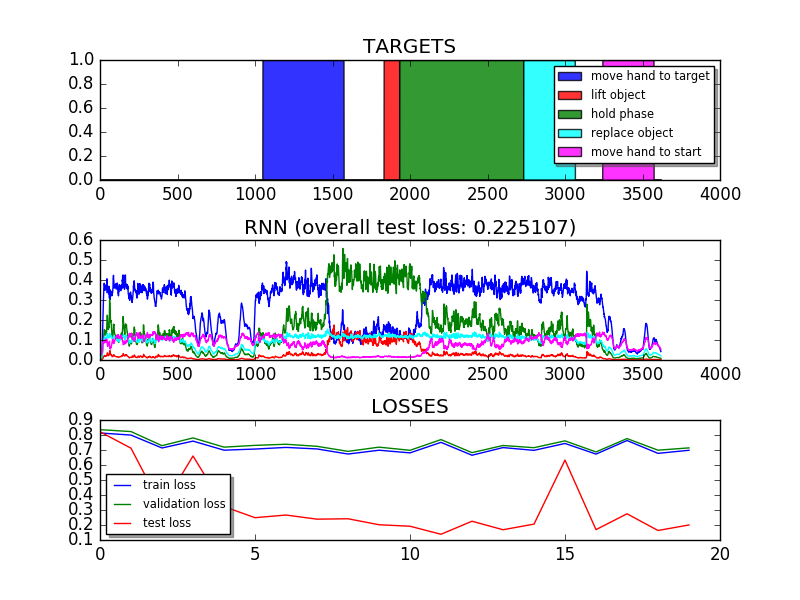 TARGETS
1.0
0.8
0.6
0.4
0.2
0.0
move hand to target
lift object
hold phase
replace object
move hand to start
0 500 1000 1500 2000 2500 3000 3500 4000
RNN (overall test loss: 0.225107)
0.6
0.5
0.4
0.3
0.2
0.1
0.0
0 500 1000 1500 2000 2500 3000 3500 4000
LOSSES
0.9
0.8
0.7
0.6
0.5
0.4
0.3
0.2
0.1
train loss
validation loss
test loss
0 5 10 15 20